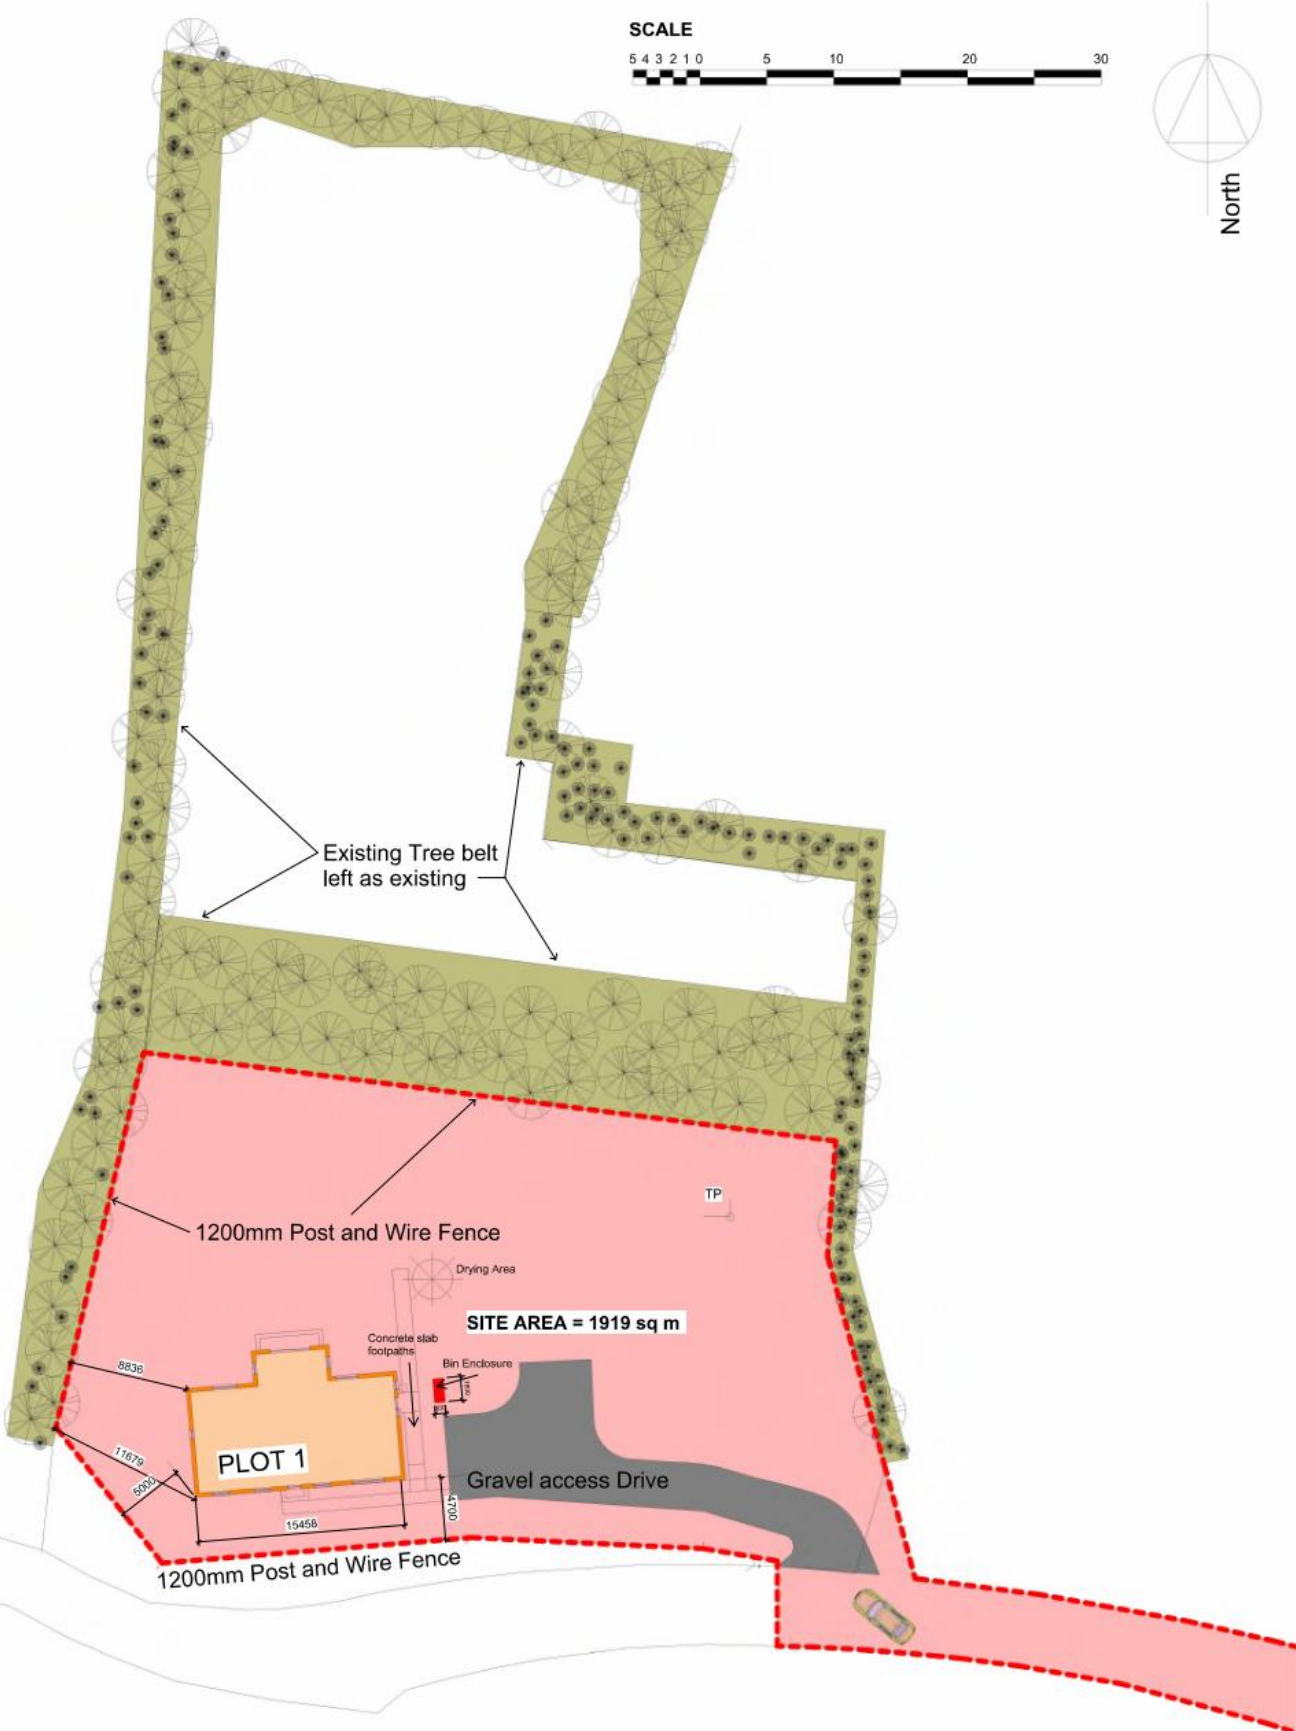 SCALE
5 4 3 2 1 0 5 10 20 30
North
Existing Tree belt
left as existing
TP
1200mm Post and Wire Fence
Drying Area
SITE AREA = 1919 sq m
Concrete slab
footpaths
Bin Enclosure
8836
PLOT 1
11679
5000
Gravel access Drive
4700
15458
1200mm Post and Wire Fence